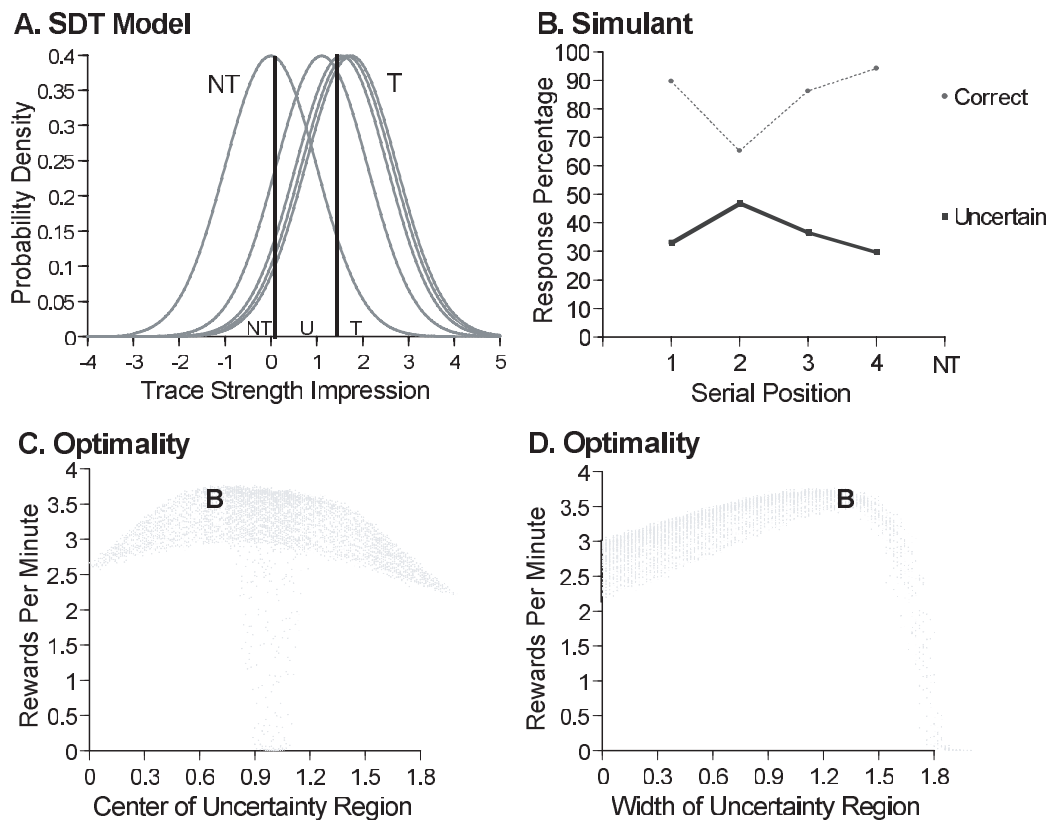 A. SDT Model
0.4
0.35
0.3
0.25
0.2
0.15
0.1
0.05
0
Probability Density
NT
T
NT U T
-4 -3 -2 -1 0 1 2 3 4 5
Trace Strength Impression
B. Simulant
100
90
80
70
60
50
40
30
20
10
0
Response Percentage
Correct
Uncertain
1 2 3 4 NT
Serial Position
C. Optimality
4
3.5
3
2.5
2
1.5
1
0.5
0
Rewards Per Minute
B
0 0.3 0.6 0.9 1.2 1.5 1.8
Center of Uncertainty Region
D. Optimality
4
3.5
3
2.5
2
1.5
1
0.5
0
Rewards Per Minute
B
0 0.3 0.6 0.9 1.2 1.5 1.8
Width of Uncertainty Region